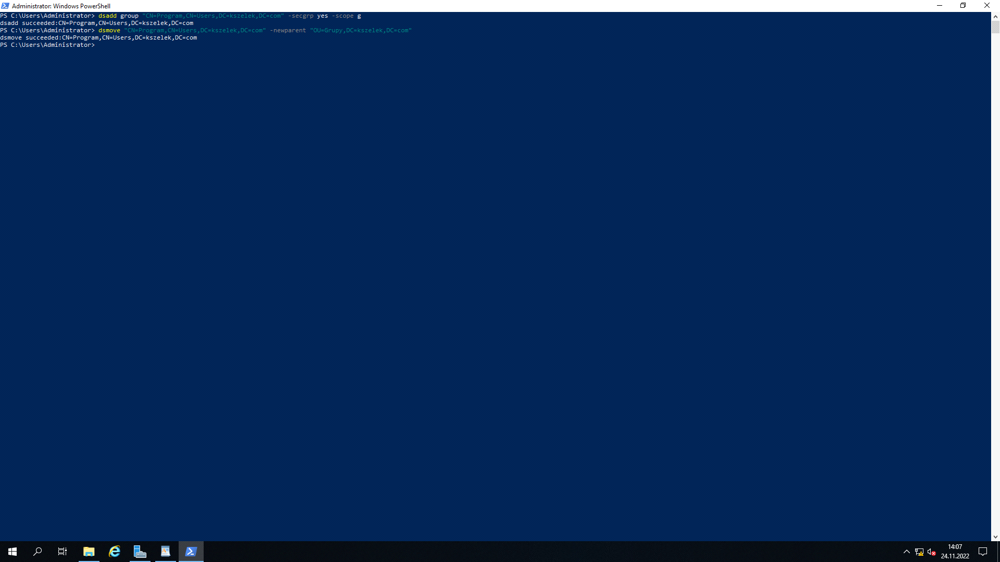 Administrator: Windows PowerShell
PS C:\Users\Administrator> dsadd group "CN=Program,CN=Users,DC=kszelek,DC=com" -secgrp yes -scope g
dsadd succeeded:CN=Program,CN=Users,DC=kszelek,DC=com
PS C:\Users\Administrator> dsmove "CN=Program,CN=Users,DC=kszelek,DC=com" -newparent "OU=Grupy,DC=kszelek,DC=com"
dsmove succeeded:CN=Program,CN=Users,DC=kszelek,DC=com
PS C:\Users\Administrator>
14:07
24.11.2022